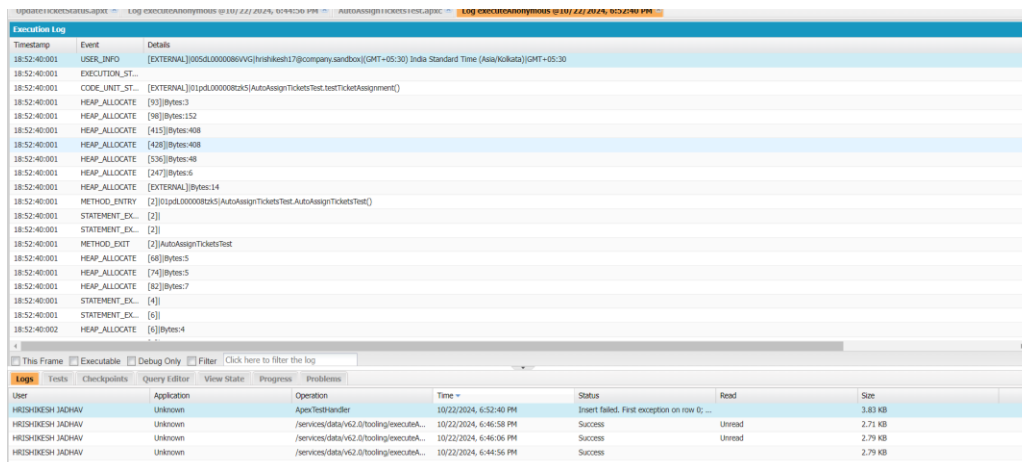 UpdateTicketStatus.apxt Log executeAnonymous @10/22/2024, 6:44:56 PM AutoAssignTicketsTest.apxc Log executeAnonymous @10/22/2024, 6:52:40 PM
Execution Log
Timestamp Event Details
18:52:40:001 USER_INFO [EXTERNAL]|005dL0000086VVG|hrishikesh17@company.sandbox|(GMT+05:30) India Standard Time (Asia/Kolkata)|GMT+05:30
18:52:40:001 EXECUTION_ST...
18:52:40:001 CODE_UNIT_ST... [EXTERNAL]|01pdL000008tzk5|AutoAssignTicketsTest.testTicketAssignment()
18:52:40:001 HEAP_ALLOCATE [93]|Bytes:3
18:52:40:001 HEAP_ALLOCATE [98]|Bytes:152
18:52:40:001 HEAP_ALLOCATE [415]|Bytes:408
18:52:40:001 HEAP_ALLOCATE [428]|Bytes:408
18:52:40:001 HEAP_ALLOCATE [536]|Bytes:48
18:52:40:001 HEAP_ALLOCATE [247]|Bytes:6
18:52:40:001 HEAP_ALLOCATE [EXTERNAL]|Bytes:14
18:52:40:001 METHOD_ENTRY [2]|01pdL000008tzk5|AutoAssignTicketsTest.AutoAssignTicketsTest()
18:52:40:001 STATEMENT_EX... [2]|
18:52:40:001 STATEMENT_EX... [2]|
18:52:40:001 METHOD_EXIT [2]|AutoAssignTicketsTest
18:52:40:001 HEAP_ALLOCATE [68]|Bytes:5
18:52:40:001 HEAP_ALLOCATE [74]|Bytes:5
18:52:40:001 HEAP_ALLOCATE [82]|Bytes:7
18:52:40:001 STATEMENT_EX... [4]|
18:52:40:001 STATEMENT_EX... [6]|
18:52:40:002 HEAP_ALLOCATE [6]|Bytes:4
This Frame Executable Debug Only Filter Click here to filter the log
Logs Tests Checkpoints Query Editor View State Progress Problems
User Application Operation Time Status Read Size
HRISHIKESH JADHAV Unknown ApexTestHandler 10/22/2024, 6:52:40 PM Insert failed. First exception on row 0; ... 3.83 KB
HRISHIKESH JADHAV Unknown /services/data/v62.0/tooling/executeA... 10/22/2024, 6:46:58 PM Success Unread 2.71 KB
HRISHIKESH JADHAV Unknown /services/data/v62.0/tooling/executeA... 10/22/2024, 6:46:06 PM Success Unread 2.79 KB
HRISHIKESH JADHAV Unknown /services/data/v62.0/tooling/executeA... 10/22/2024, 6:44:56 PM Success 2.79 KB